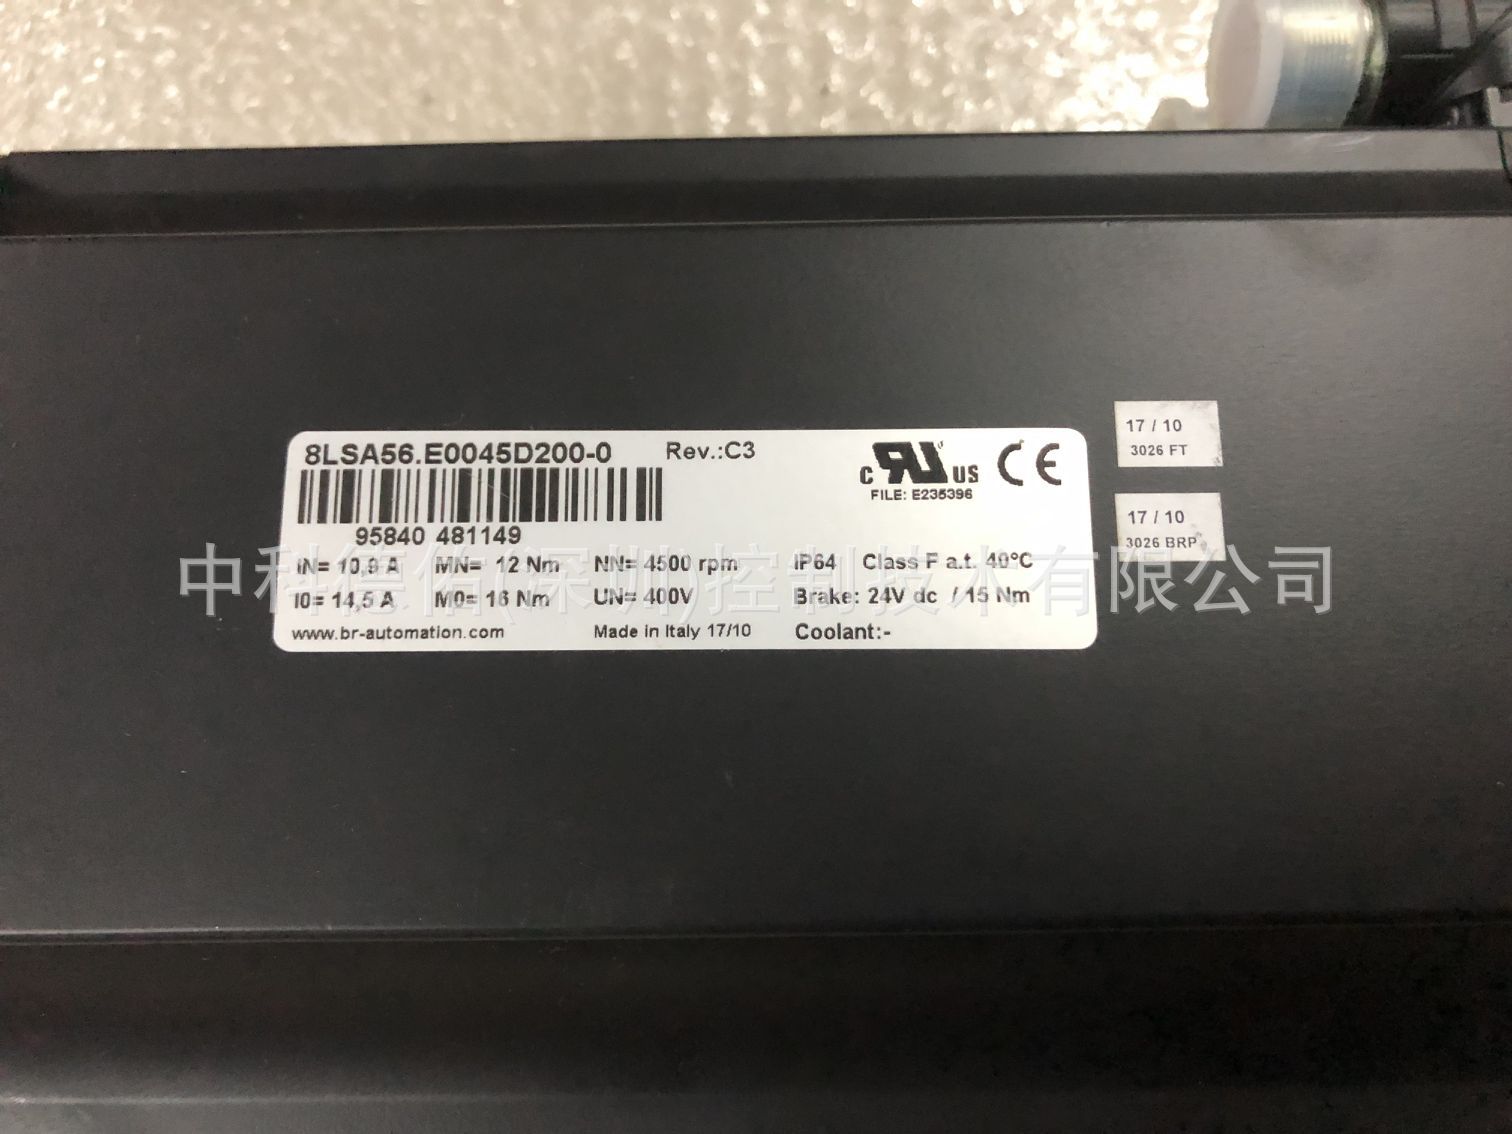 8LSA56.E0045D200-0 Rev.:C3
c RU US CE
FILE: E235396
95840 481149
IN= 10,9 A MN= 12 Nm NN= 4500 rpm IP64 Class F a.t. 40°C
I0= 14,5 A M0= 16 Nm UN= 400V Brake: 24V dc / 15 Nm
www.br-automation.com Made in Italy 17/10 Coolant:-
17 / 10
3026 FT
17 / 10
3026 BRP
中科德佑(深圳)控制技术有限公司